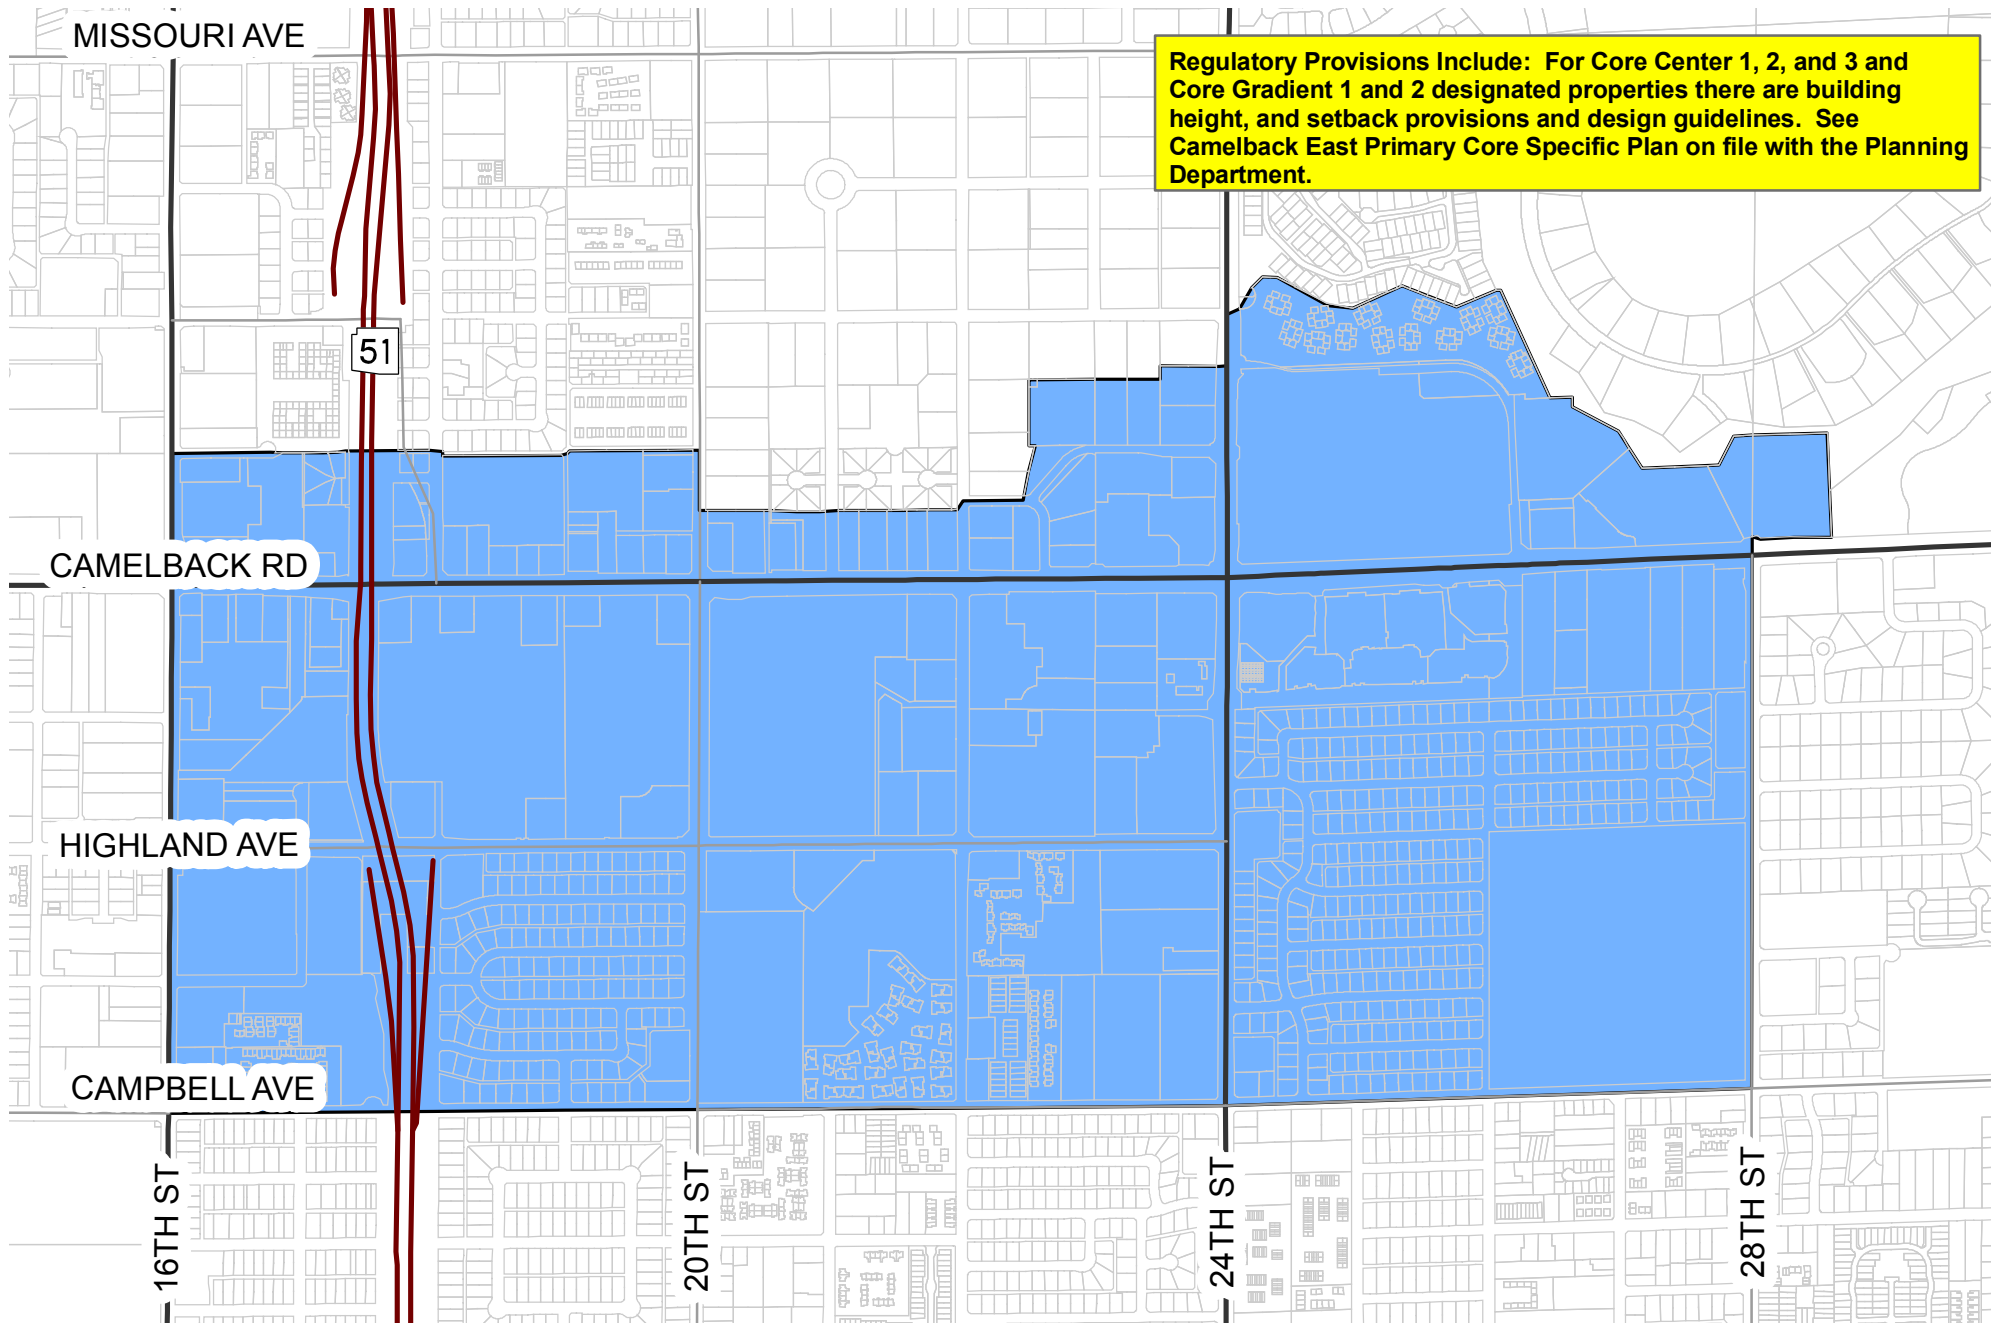 MISSOURI AVE
Regulatory Provisions Include:  For Core Center 1, 2, and 3 and
Core Gradient 1 and 2 designated properties there are building
height, and setback provisions and design guidelines.  See
Camelback East Primary Core Specific Plan on file with the Planning
Department.
51
CAMELBACK RD
HIGHLAND AVE
CAMPBELL AVE
16TH ST
20TH ST
24TH ST
28TH ST